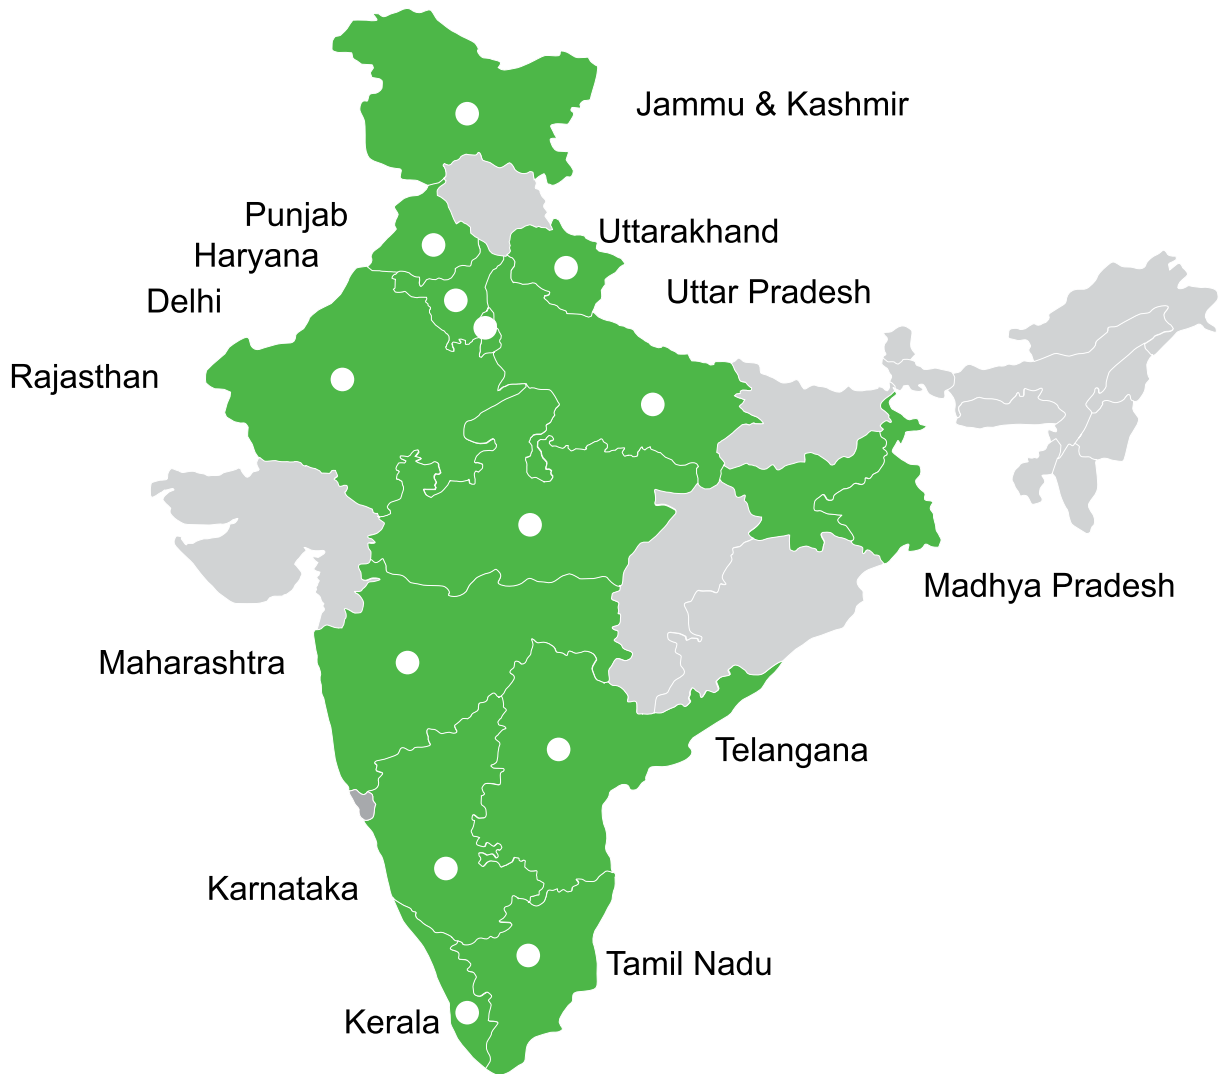 Jammu & Kashmir
Punjab
Uttarakhand
Haryana
Uttar Pradesh
Delhi
Rajasthan
Madhya Pradesh
Maharashtra
Telangana
Karnataka
Tamil Nadu
Kerala